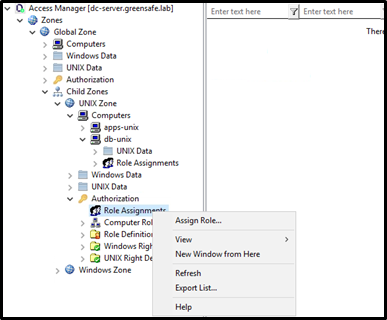 Access Manager [dc-server.greensafe.lab]
Enter text here
Enter text here
Zones
There
Global Zone
Computers
Windows Data
UNIX Data
Authorization
Child Zones
UNIX Zone
Computers
apps-unix
db-unix
UNIX Data
Role Assignments
Windows Data
UNIX Data
Authorization
Role Assignments
Assign Role...
Computer Rol
View
Role Definition
New Window from Here
Windows Right
UNIX Right De
Refresh
Windows Zone
Export List...
Help